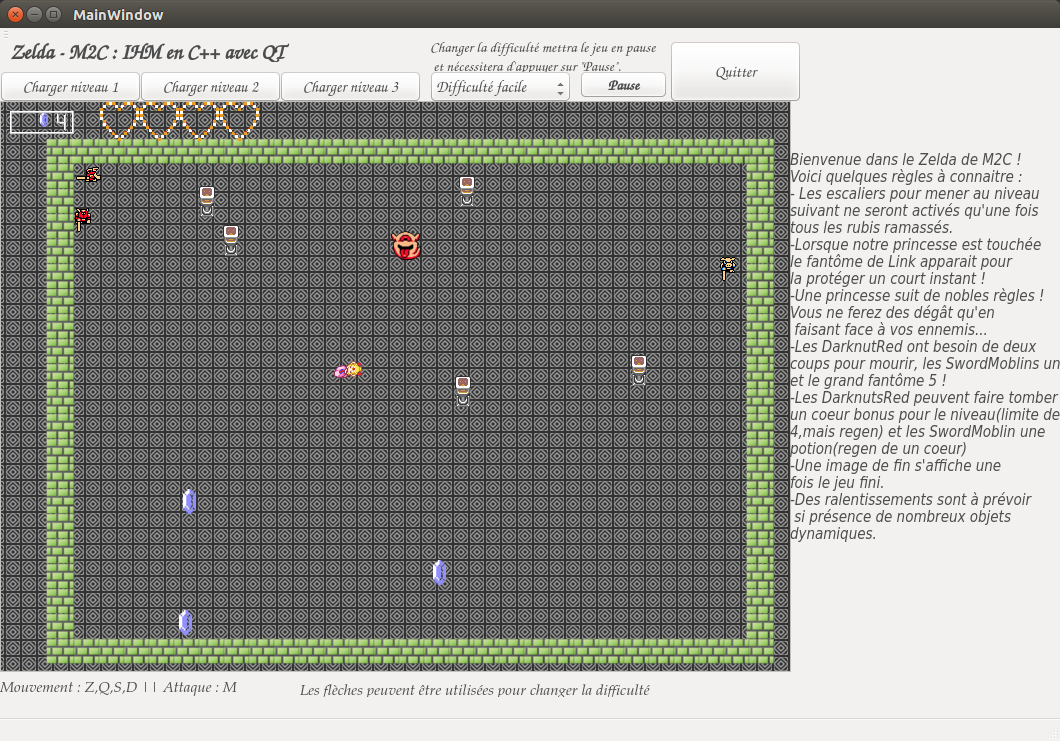 MainWindow
Zelda - M2C : IHM en C++ avec QT
Changer la difficulté mettra le jeu en pause
et nécessitera d'appuyer sur "Pause".
Charger niveau 1
Charger niveau 2
Charger niveau 3
Difficulté facile
Pause
Quitter
4
Bienvenue dans le Zelda de M2C !
Voici quelques règles à connaitre :
- Les escaliers pour mener au niveau
suivant ne seront activés qu'une fois
tous les rubis ramassés.
-Lorsque notre princesse est touchée
le fantôme de Link apparait pour
la protéger un court instant !
-Une princesse suit de nobles règles !
Vous ne ferez des dégât qu'en
faisant face à vos ennemis...
-Les DarknutRed ont besoin de deux
coups pour mourir, les SwordMoblins un
et le grand fantôme 5 !
-Les DarknutsRed peuvent faire tomber
un coeur bonus pour le niveau(limite de
4,mais regen) et les SwordMoblin une
potion(regen de un coeur)
-Une image de fin s'affiche une
fois le jeu fini.
-Des ralentissements sont à prévoir
si présence de nombreux objets
dynamiques.
Mouvement : Z,Q,S,D || Attaque : M
Les flèches peuvent être utilisées pour changer la difficulté